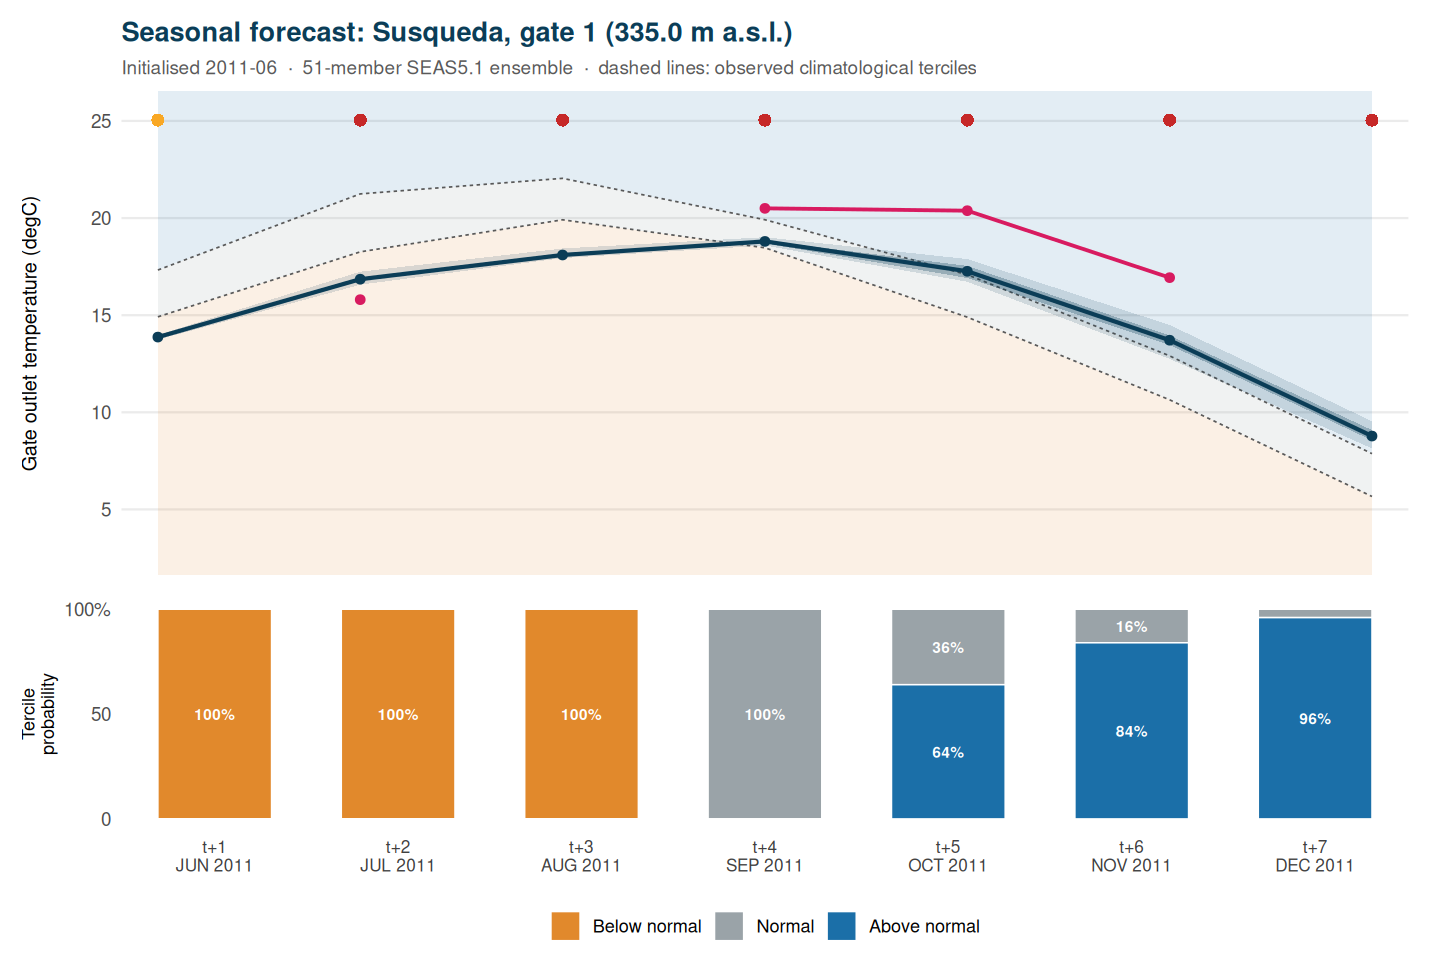 Seasonal forecast: Susqueda, gate 1 (335.0 m a.s.l.)
Initialised 2011-06 · 51-member SEAS5.1 ensemble · dashed lines: observed climatological terciles
Gate outlet temperature (degC)
25
20
15
10
5
Tercile
probability
100%
50
0
100%
100%
100%
100%
36%
64%
16%
84%
96%
t+1
JUN 2011
t+2
JUL 2011
t+3
AUG 2011
t+4
SEP 2011
t+5
OCT 2011
t+6
NOV 2011
t+7
DEC 2011
Below normal
Normal
Above normal